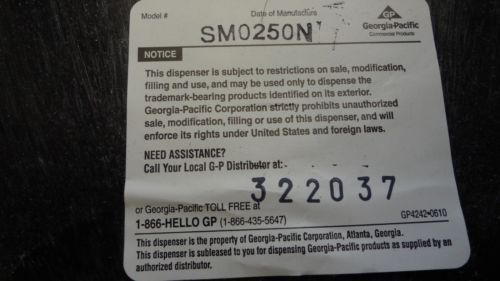 Model # Date of Manufacture
SM0250N
GP
Georgia-Pacific
Commercial Products
NOTICE
This dispenser is subject to restrictions on sale, modification,
filling and use, and may be used only to dispense the
trademark-bearing products identified on its exterior.
Georgia-Pacific Corporation strictly prohibits unauthorized
sale, modification, filling or use of this dispenser, and will
enforce its rights under United States and foreign laws.
NEED ASSISTANCE?
Call Your Local G-P Distributor at:
322037
or Georgia-Pacific TOLL FREE at
1-866-HELLO GP (1-866-435-5647) GP4242-0610
This dispenser is the property of Georgia-Pacific Corporation, Atlanta, Georgia.
This dispenser is subleased to you for dispensing Georgia-Pacific products as supplied by an
authorized distributor.